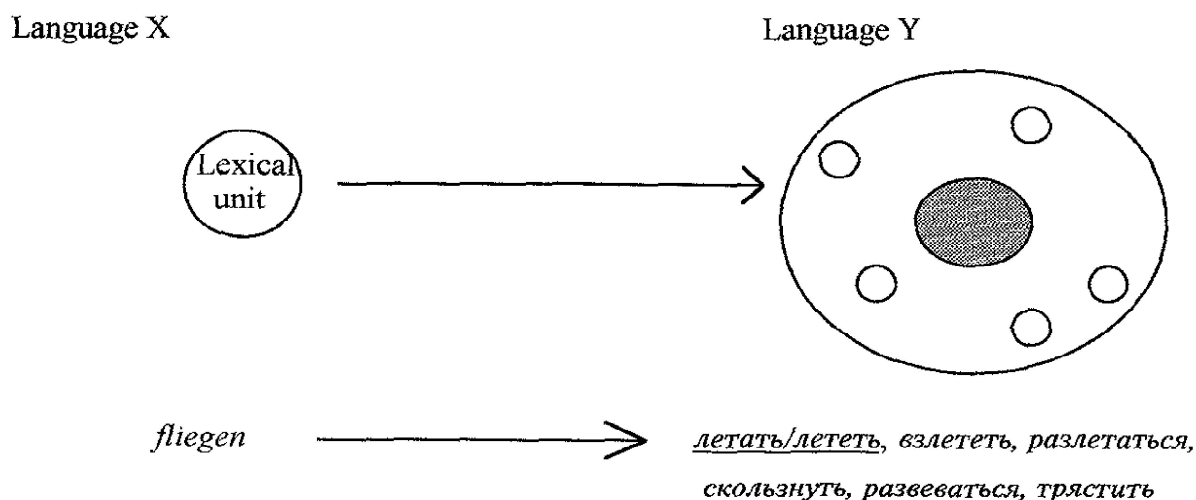 Language X
Language Y
Lexical
unit
fliegen
летать/лететь, взлететь, разлетаться,
скользнуть, развеваться, трястить